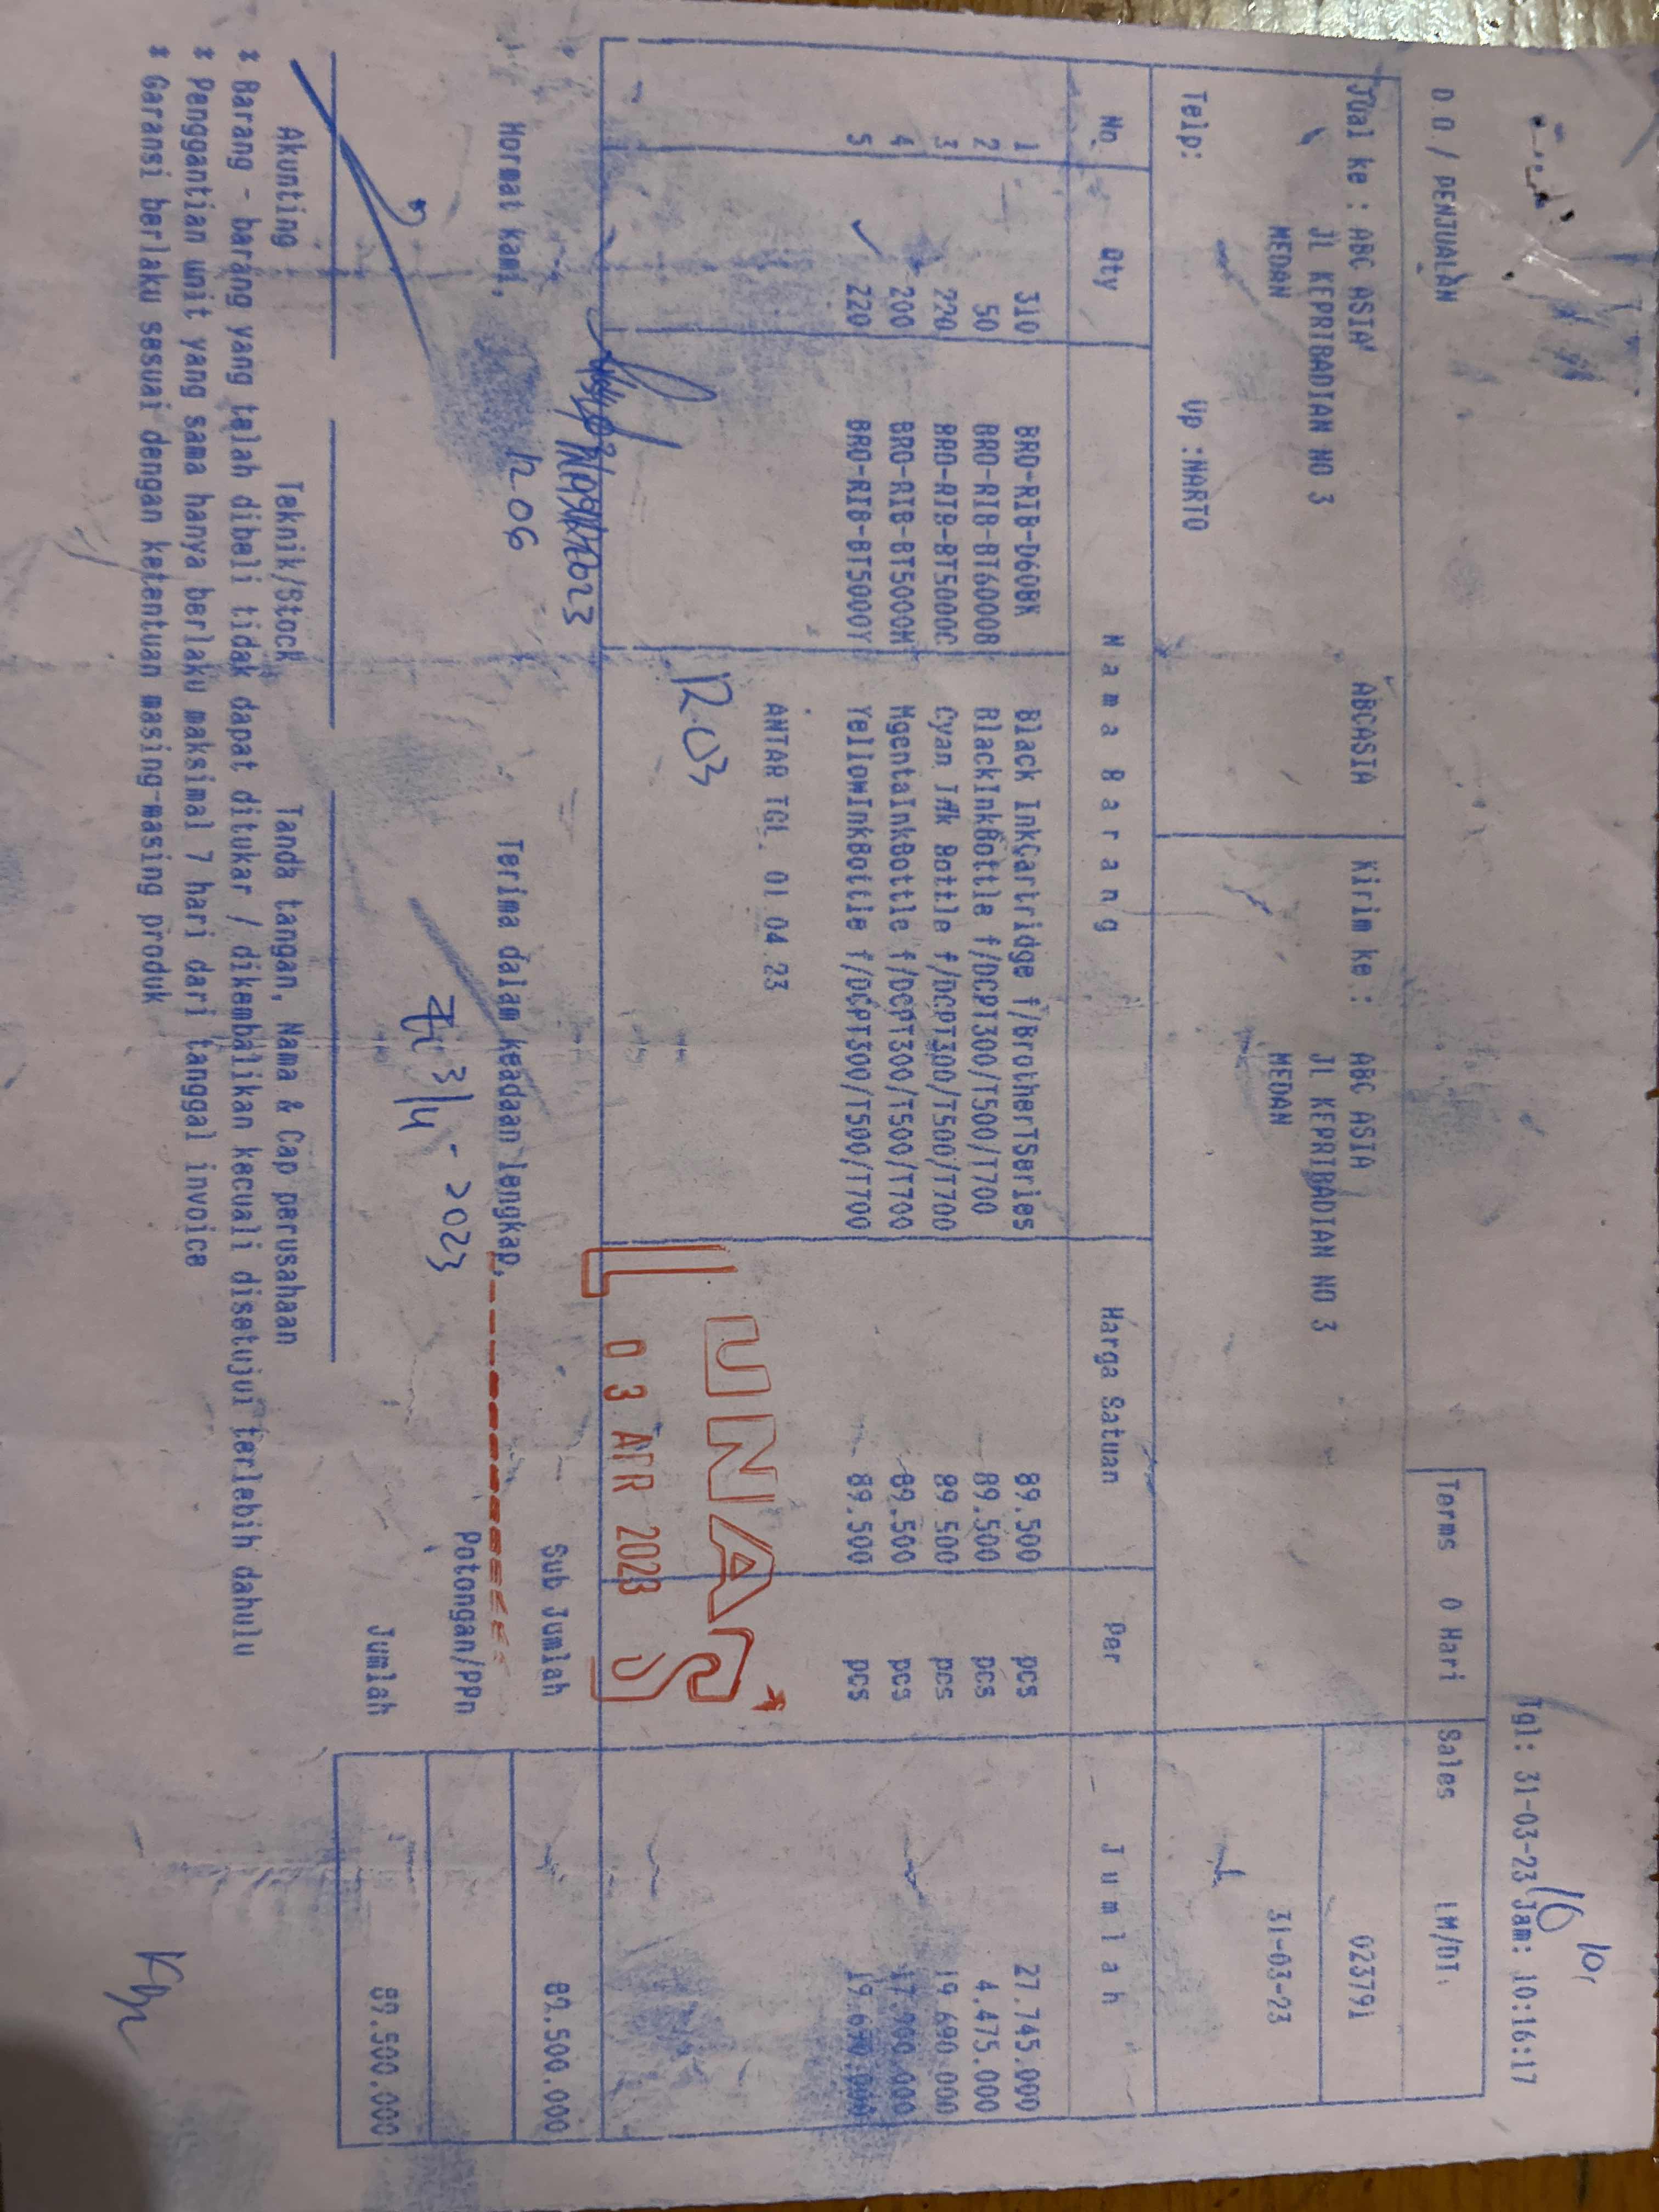 Tgl: 31-03-23 Jam: 10:16:17
D O / PENJUALAN
Terms 0 Hari Sales LM/DI
Jual ke : ABC ASIA ABCASIA Kirim ke : ABC ASIA 023791
JL KEPRIBADIAN NO 3 JL KEPRIBADIAN NO 3
MEDAN MEDAN 31-03-23
Telp: Up :NARTO
No. Qty Nama Barang Harga Satuan Per Jumlah
1 310 BRO-RIB-D60BK Black InkCartridge f/BrotherTSeries 89.500 pcs 27.745.000
2 50 BRO-RIB-BT6000B BlackInkBottle f/DCPT300/T500/T700 89.500 pcs 4.475.000
3 220 BRO-RIB-BT5000C Cyan Ink Bottle f/DCPT300/T500/T700 89 500 pcs 19 690 000
4 200 BRO-RIB-BT5000M MgentaInkBottle f/DCPT300/T500/T700 89.500 pcs 17.900.000
5 220 BRO-RIB-BT5000Y YellowInkBottle f/DCPT300/T500/T700 89.500 pcs 19.690.000
ANTAR TGL. 01 04 23
LUNAS
12.03
03 APR 2023
Hormat kami, 12 06 Terima dalam keadaan lengkap, Sub Jumlah 89.500.000
Potongan/PPn
3/4 - 2023
Jumlah 89.500.000
Akunting Teknik/Stock Tanda tangan, Nama & Cap perusahaan
* Barang - barang yang telah dibeli tidak dapat ditukar / dikembalikan kecuali disetujui terlebih dahulu
* Penggantian unit yang sama hanya berlaku maksimal 7 hari dari tanggal invoice
* Garansi berlaku sesuai dengan ketentuan masing-masing produk